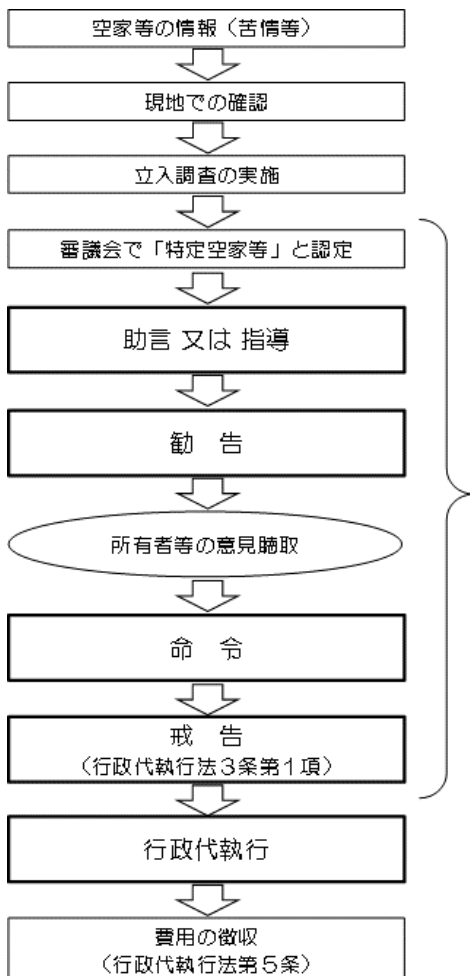 空家等の情報（苦情等）
現地での確認
立入調査の実施
審議会で「特定空家等」と認定
助言 又は 指導
勧　告
所有者等の意見聴取
命　令
戒　告
（行政代執行法３条第１項）
行政代執行
費用の徴収
（行政代執行法第５条）